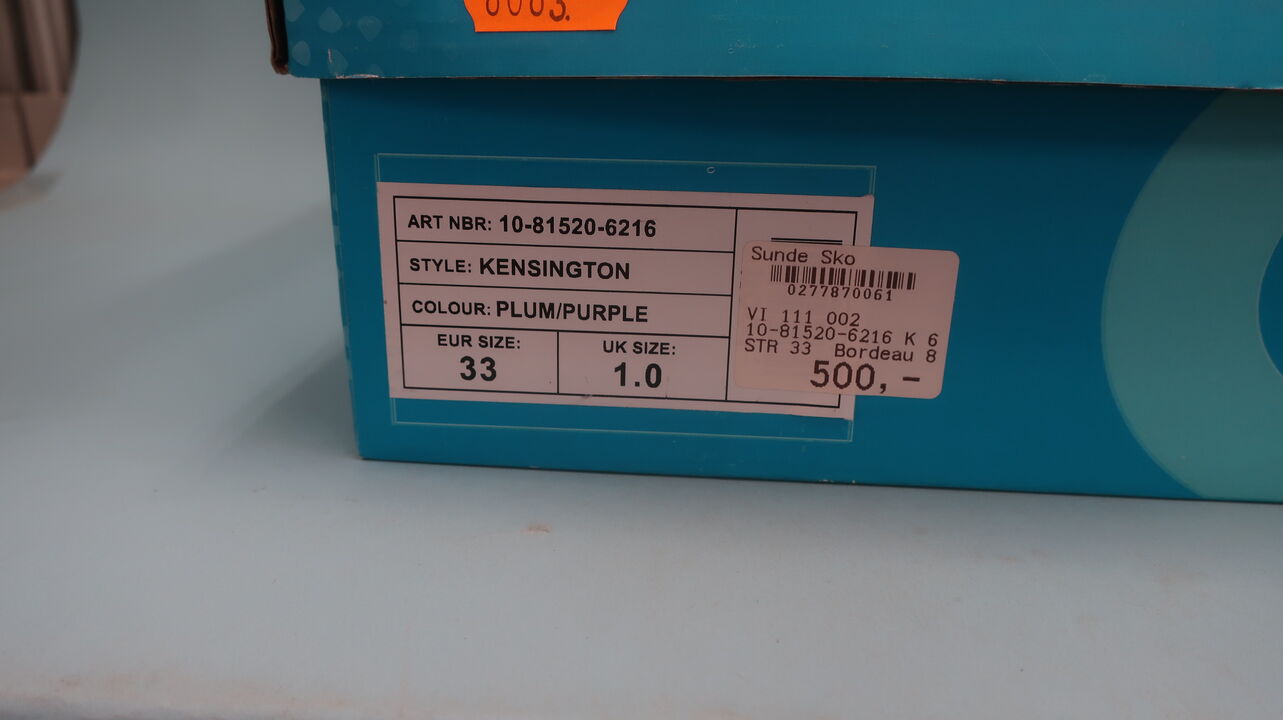 ART NBR: 10-81520-6216
STYLE: KENSINGTON
COLOUR: PLUM/PURPLE
EUR SIZE:
33
UK SIZE:
1.0
Sunde Sko
0277870061
VI 111 002
10-81520-6216 K 6
STR 33 Bordeau 8
500,-